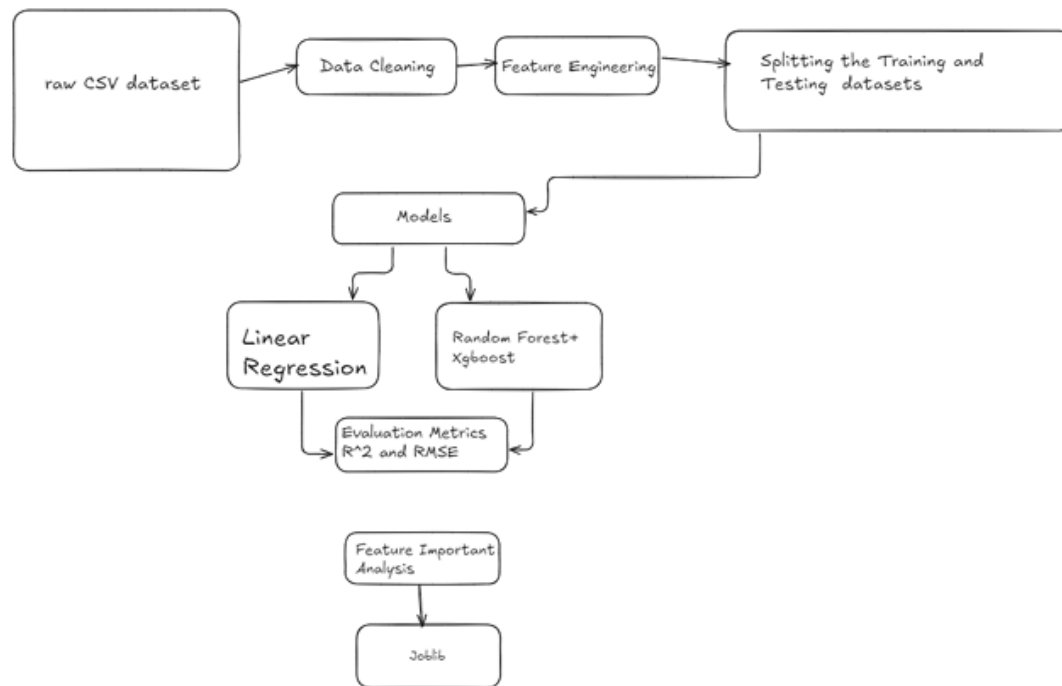 raw CSV dataset
Data Cleaning
Feature Engineering
Splitting the Training and
Testing datasets
Models
Linear
Regression
Random Forest+
Xgboost
Evaluation Metrics
R^2 and RMSE
Feature Important
Analysis
Joblib